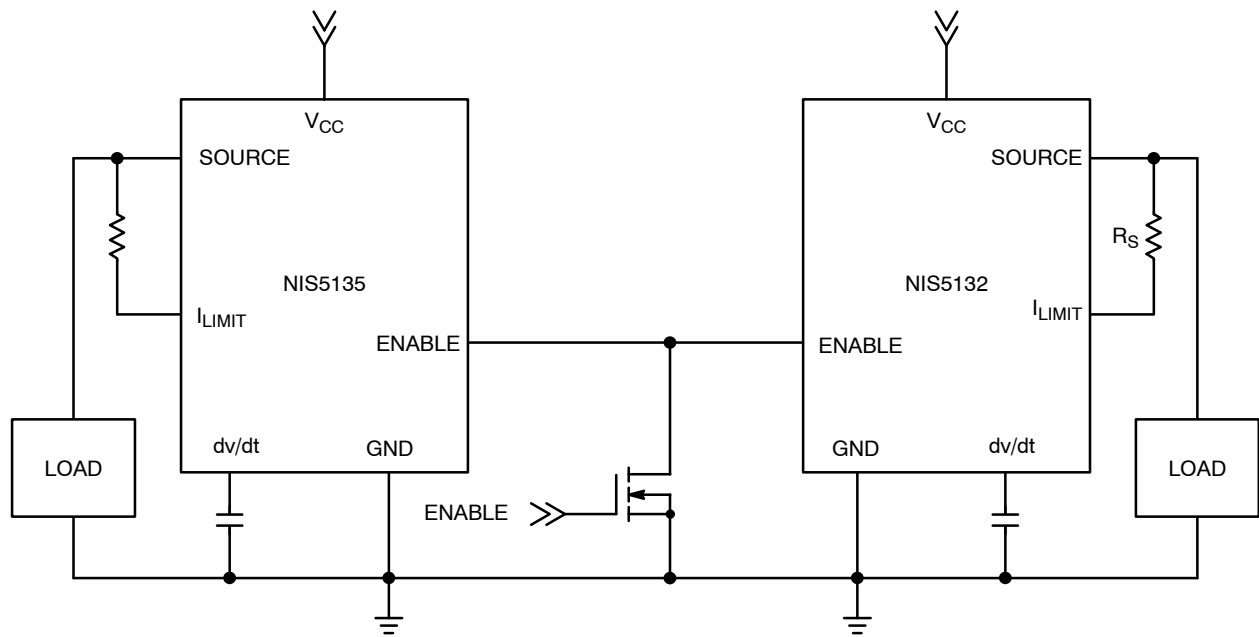 V_CC
SOURCE
NIS5135
I_LIMIT
ENABLE
dv/dt
GND
LOAD
ENABLE
V_CC
SOURCE
R_S
NIS5132
I_LIMIT
ENABLE
GND
dv/dt
LOAD